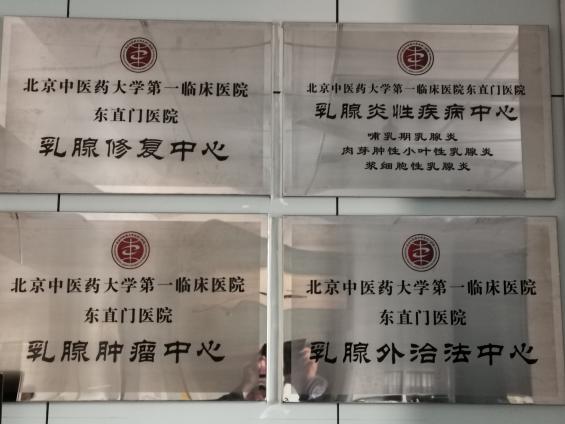 北京中医药大学第一临床医院
东直门医院
乳腺修复中心
北京中医药大学第一临床医院东直门医院
乳腺炎性疾病中心
哺乳期乳腺炎
肉芽肿性小叶性乳腺炎
浆细胞性乳腺炎
北京中医药大学第一临床医院
东直门医院
乳腺肿瘤中心
北京中医药大学第一临床医院
东直门医院
乳腺外治法中心